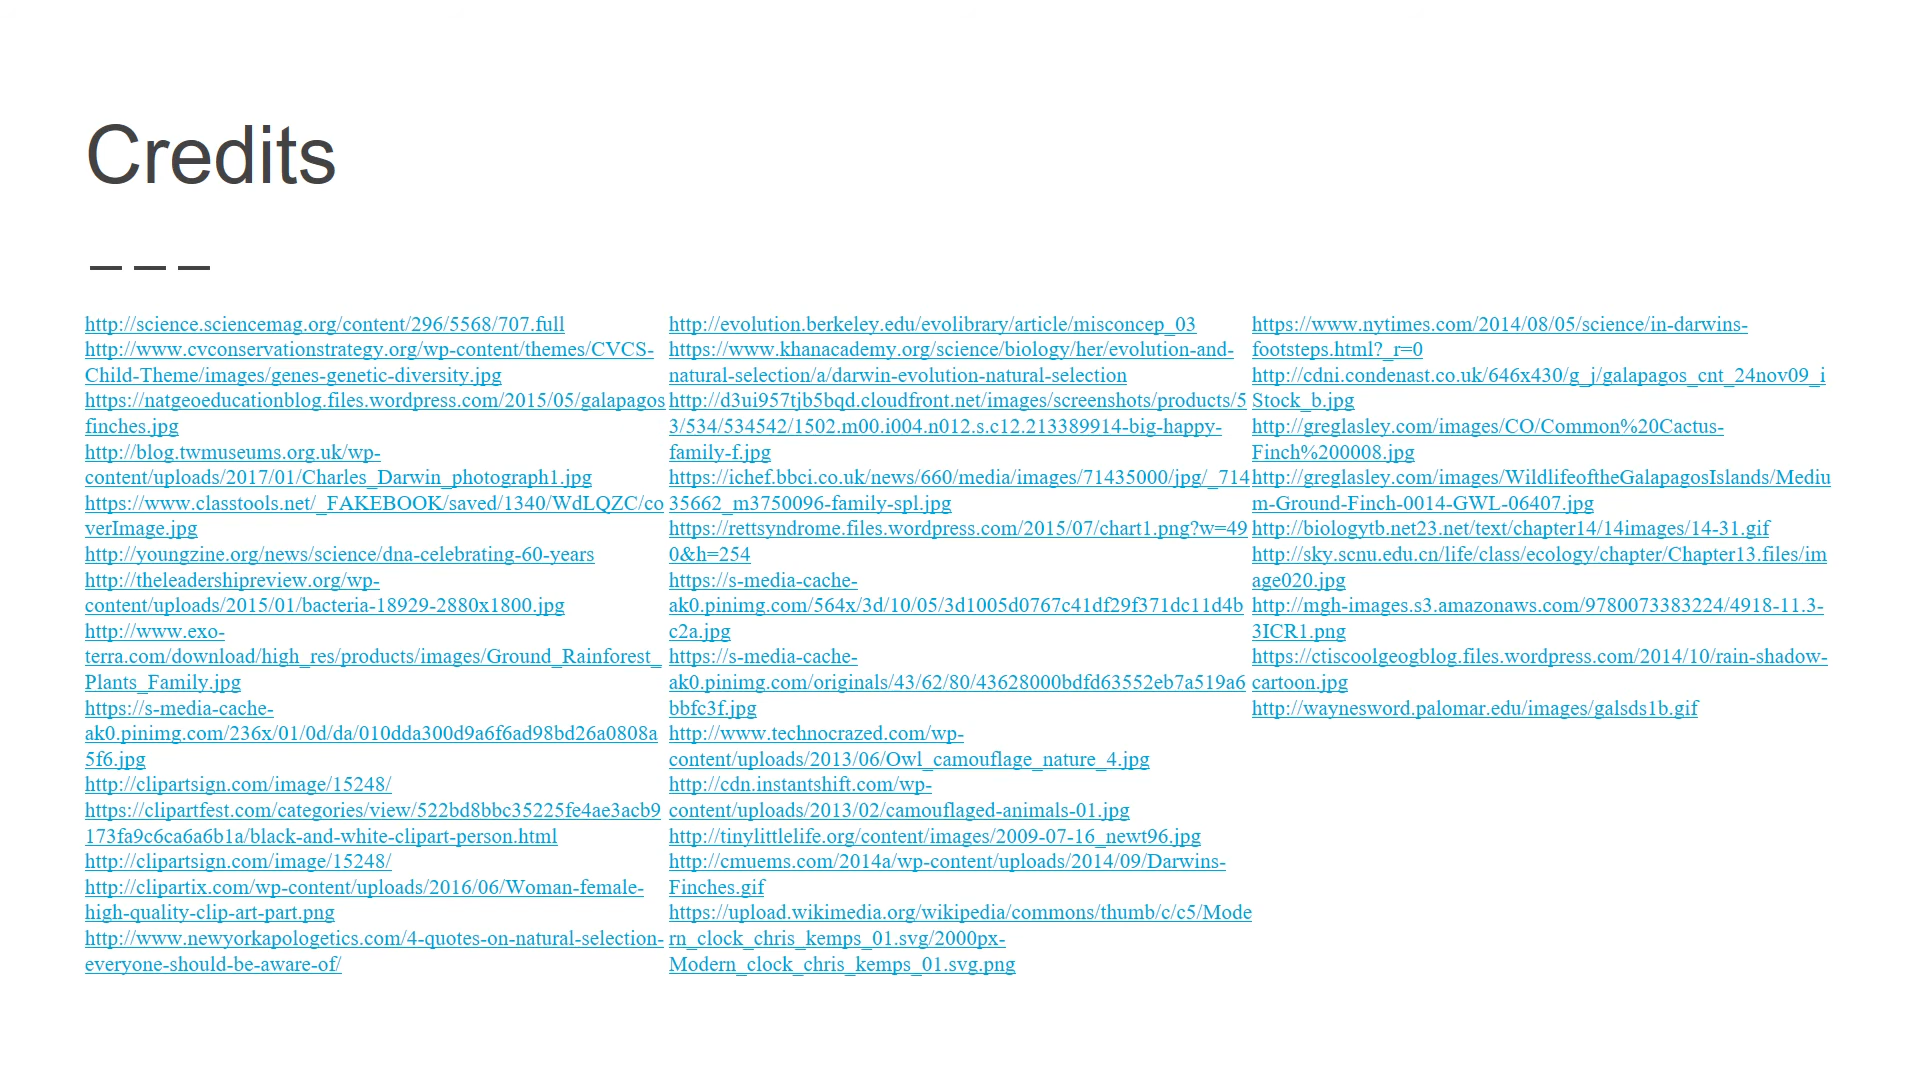 Credits
http://science.sciencemag.org/content/296/5568/707.full
http://www.cvconservationstrategy.org/wp-content/themes/CVCS-
Child-Theme/images/genes-genetic-diversity.jpg
https://natgeoeducationblog.files.wordpress.com/2015/05/galapagos
finches.jpg
http://blog.twmuseums.org.uk/wp-
content/uploads/2017/01/Charles_Darwin_photograph1.jpg
https://www.classtools.net/_FAKEBOOK/saved/1340/WdLQZC/co
verImage.jpg
http://youngzine.org/news/science/dna-celebrating-60-years
http://theleadershipreview.org/wp-
content/uploads/2015/01/bacteria-18929-2880x1800.jpg
http://www.exo-
terra.com/download/high_res/products/images/Ground_Rainforest_
Plants_Family.jpg
https://s-media-cache-
ak0.pinimg.com/236x/01/0d/da/010dda300d9a6f6ad98bd26a0808a
5f6.jpg
http://clipartsign.com/image/15248/
https://clipartfest.com/categories/view/522bd8bbc35225fe4ae3acb9
173fa9c6ca6a6b1a/black-and-white-clipart-person.html
http://clipartsign.com/image/15248/
http://clipartix.com/wp-content/uploads/2016/06/Woman-female-
high-quality-clip-art-part.png
http://www.newyorkapologetics.com/4-quotes-on-natural-selection-
everyone-should-be-aware-of/
http://evolution.berkeley.edu/evolibrary/article/misconcep_03
https://www.khanacademy.org/science/biology/her/evolution-and-
natural-selection/a/darwin-evolution-natural-selection
http://d3ui957tjb5bqd.cloudfront.net/images/screenshots/products/5
3/534/534542/1502.m00.i004.n012.s.c12.213389914-big-happy-
family-f.jpg
https://ichef.bbci.co.uk/news/660/media/images/71435000/jpg/_714
35662_m3750096-family-spl.jpg
https://rettsyndrome.files.wordpress.com/2015/07/chart1.png?w=49
0&h=254
https://s-media-cache-
ak0.pinimg.com/564x/3d/10/05/3d1005d0767c41df29f371dc11d4b
c2a.jpg
https://s-media-cache-
ak0.pinimg.com/originals/43/62/80/43628000bdfd63552eb7a519a6
bbfc3f.jpg
http://www.technocrazed.com/wp-
content/uploads/2013/06/Owl_camouflage_nature_4.jpg
http://cdn.instantshift.com/wp-
content/uploads/2013/02/camouflaged-animals-01.jpg
http://tinylittlelife.org/content/images/2009-07-16_newt96.jpg
http://cmuems.com/2014a/wp-content/uploads/2014/09/Darwins-
Finches.gif
https://upload.wikimedia.org/wikipedia/commons/thumb/c/c5/Mode
rn_clock_chris_kemps_01.svg/2000px-
Modern_clock_chris_kemps_01.svg.png
https://www.nytimes.com/2014/08/05/science/in-darwins-
footsteps.html?_r=0
http://cdni.condenast.co.uk/646x430/g_j/galapagos_cnt_24nov09_i
Stock_b.jpg
http://greglasley.com/images/CO/Common%20Cactus-
Finch%200008.jpg
http://greglasley.com/images/WildlifeoftheGalapagosIslands/Mediu
m-Ground-Finch-0014-GWL-06407.jpg
http://biologytb.net23.net/text/chapter14/14images/14-31.gif
http://sky.scnu.edu.cn/life/class/ecology/chapter/Chapter13.files/im
age020.jpg
http://mgh-images.s3.amazonaws.com/9780073383224/4918-11.3-
3ICR1.png
https://ctiscoolgeogblog.files.wordpress.com/2014/10/rain-shadow-
cartoon.jpg
http://waynesword.palomar.edu/images/galsds1b.gif